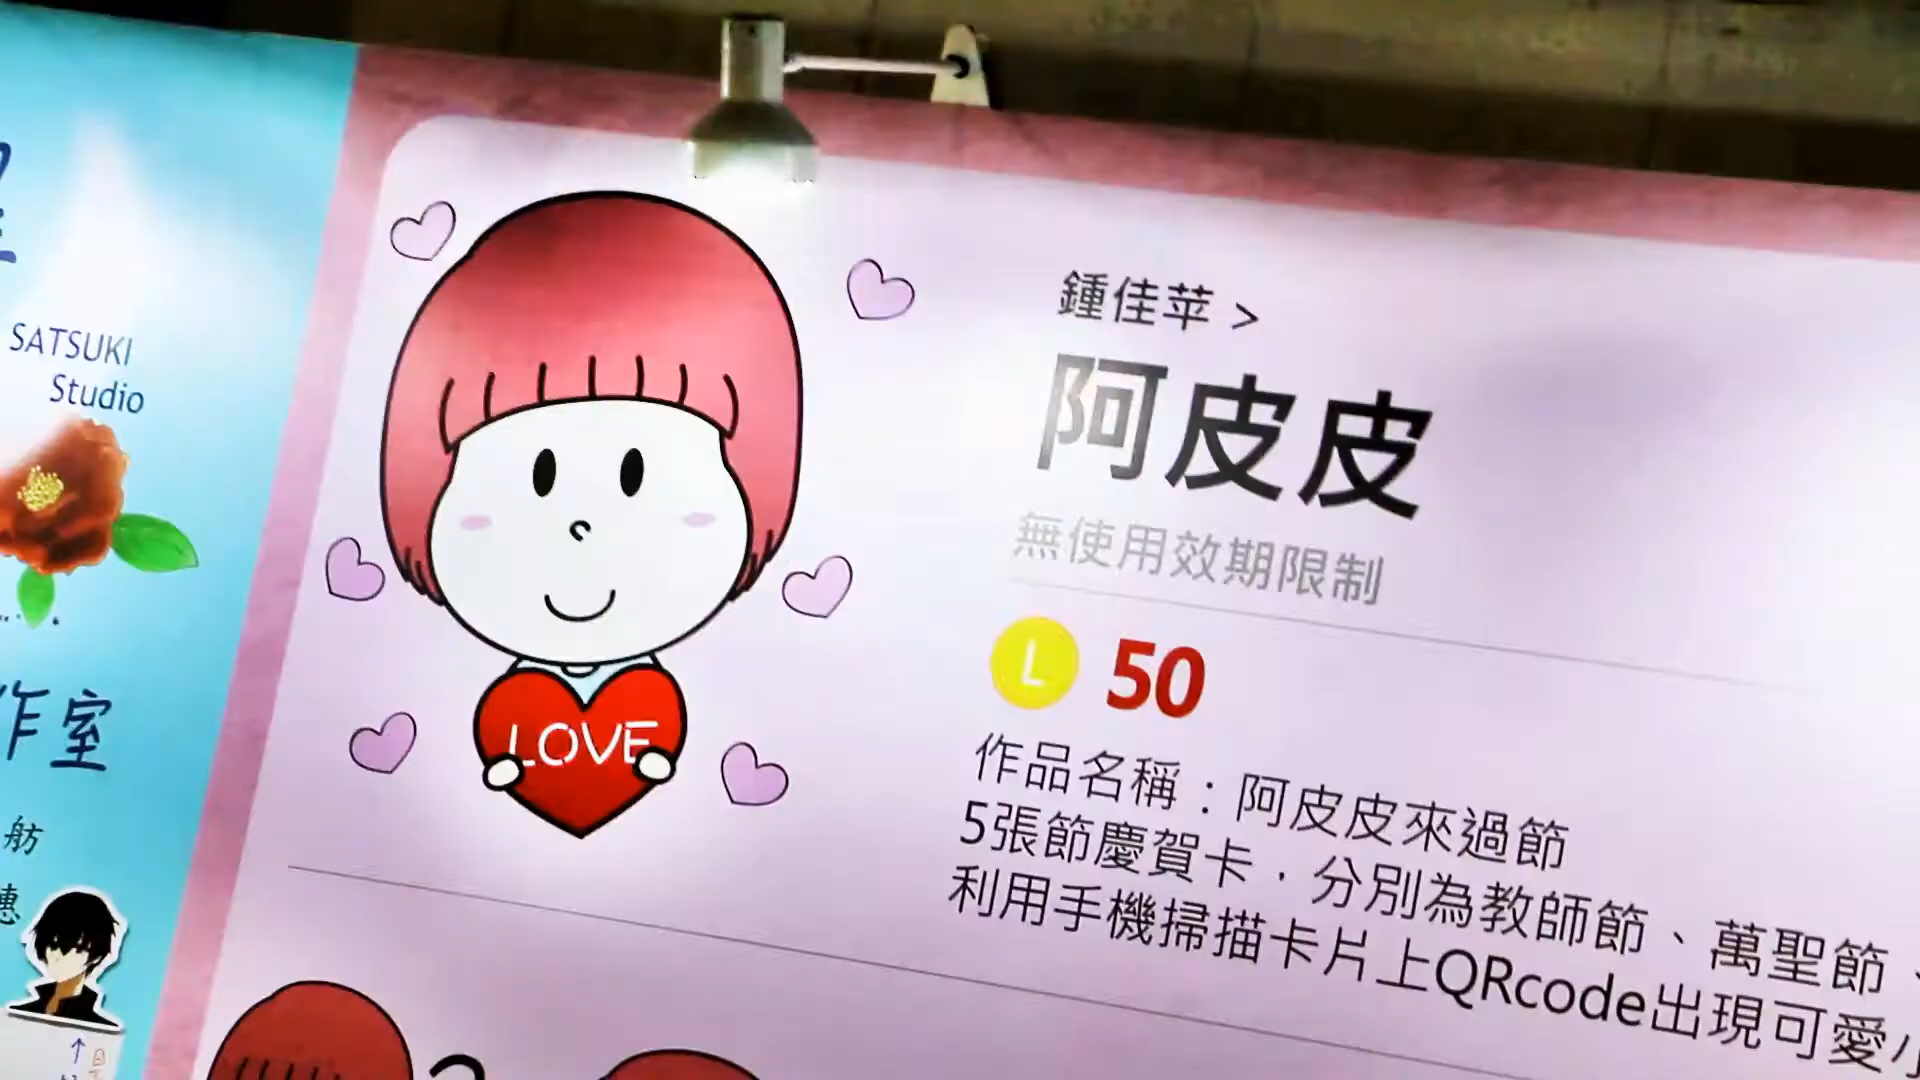 SATSUKI
Studio
作室
舫
穗
LOVE
鍾佳苹 >
阿皮皮
無使用效期限制
L 50
作品名稱：阿皮皮來過節
5張節慶賀卡．分別為教師節、萬聖節、
利用手機掃描卡片上QRcode出現可愛小